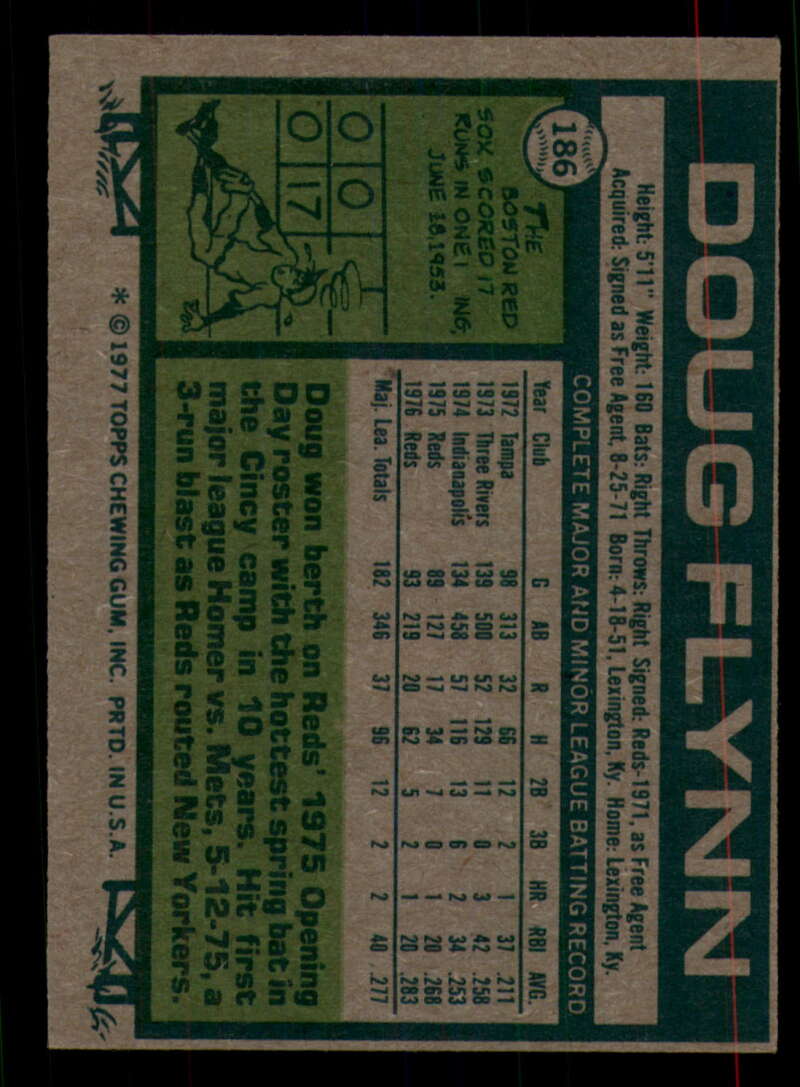 186
DOUG FLYNN
Height: 5'11" Weight: 160 Bats: Right Throws: Right Signed: Reds-1971, as Free Agent
Acquired: Signed as Free Agent, 8-25-71 Born: 4-18-51, Lexington, Ky. Home: Lexington, Ky.
COMPLETE MAJOR AND MINOR LEAGUE BATTING RECORD
Year Club G AB R H 2B 3B HR RBI AVG.
1972 Tampa 98 313 32 66 12 2 1 37 .211
1973 Three Rivers 139 500 52 129 11 0 3 42 .258
1974 Indianapolis 134 458 57 116 13 6 2 34 .253
1975 Reds 89 127 17 34 7 0 1 20 .268
1976 Reds 93 219 20 62 5 2 1 20 .283
Maj. Lea. Totals 182 346 37 96 12 2 2 40 .277
THE
BOSTON RED
SOX SCORED 17
RUNS IN ONE I ING,
JUNE 18, 1953.
0 0
0 17
Doug won berth on Reds' 1975 Opening
Day roster with the hottest spring bat in
the Cincy camp in 10 years. Hit first
major league Homer vs. Mets, 5-12-75, a
3-run blast as Reds routed New Yorkers.
* © 1977 TOPPS CHEWING GUM, INC. PRTD. IN U.S.A.